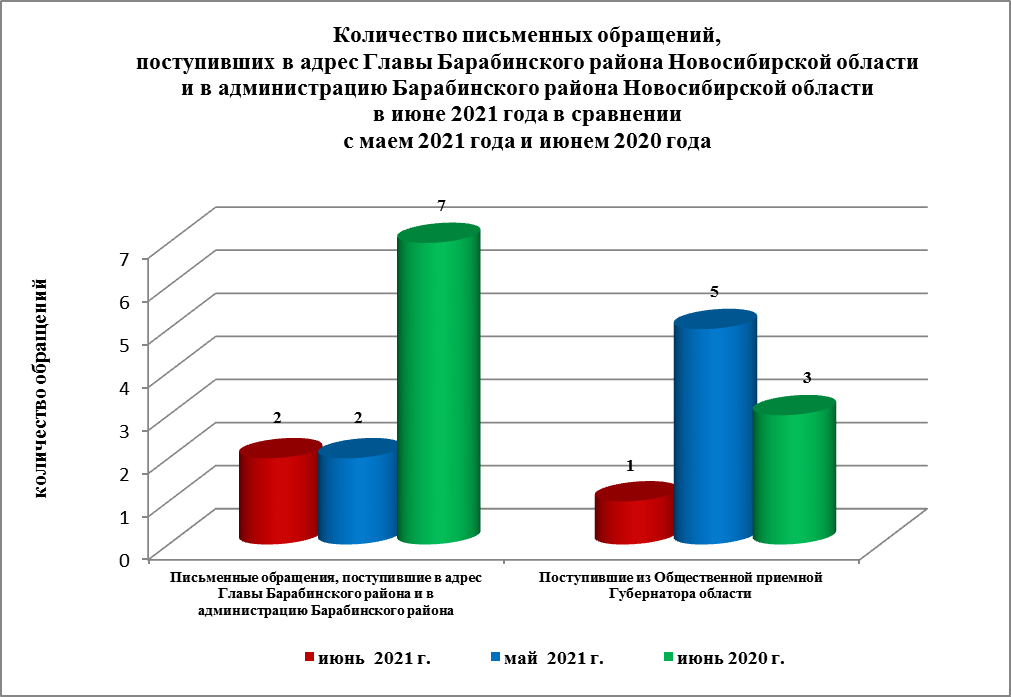 Количество письменных обращений,
поступивших в адрес Главы Барабинского района Новосибирской области
и в администрацию Барабинского района Новосибирской области
в июне 2021 года в сравнении
с маем 2021 года и июнем 2020 года
количество обращений
7
6
5
4
3
2
1
0
2
2
7
1
5
3
Письменные обращения, поступившие в адрес
Главы Барабинского района и в
администрацию Барабинского района
Поступившие из Общественной приемной
Губернатора области
июнь 2021 г.
май 2021 г.
июнь 2020 г.